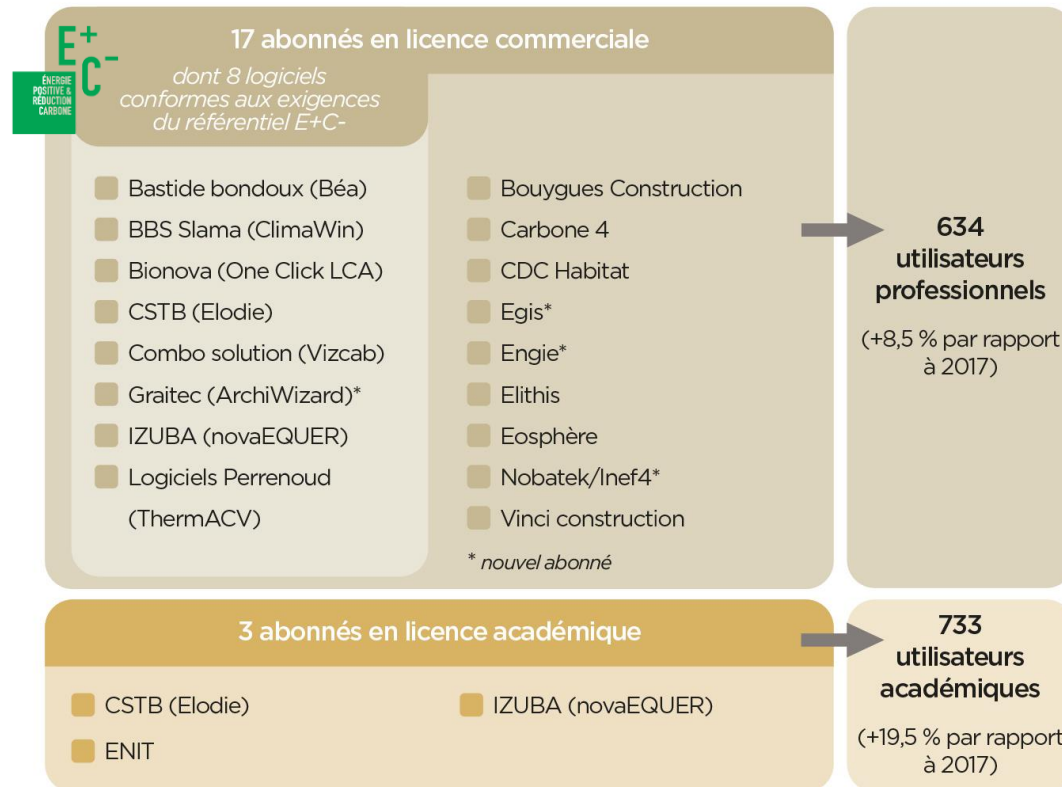 E+
C-
ÉNERGIE
POSITIVE &
RÉDUCTION
CARBONE
17 abonnés en licence commerciale
dont 8 logiciels
conformes aux exigences
du référentiel E+C-
Bastide bondoux (Béa)
BBS Slama (ClimaWin)
Bionova (One Click LCA)
CSTB (Elodie)
Combo solution (Vizcab)
Graitec (ArchiWizard)*
IZUBA (novaEQUER)
Logiciels Perrenoud
(ThermACV)
Bouygues Construction
Carbone 4
CDC Habitat
Egis*
Engie*
Elithis
Eosphère
Nobatek/Inef4*
Vinci construction
* nouvel abonné
634
utilisateurs
professionnels
(+8,5 % par rapport
à 2017)
3 abonnés en licence académique
CSTB (Elodie)
ENIT
IZUBA (novaEQUER)
733
utilisateurs
académiques
(+19,5 % par rapport
à 2017)